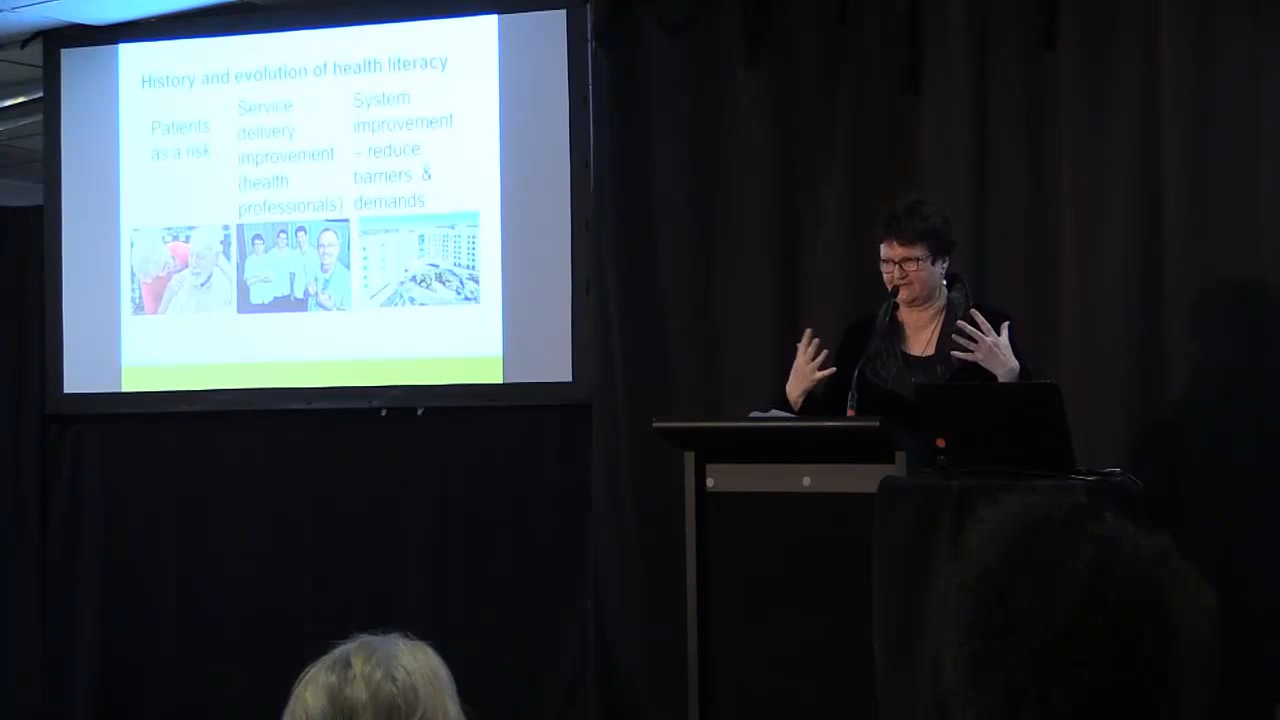 History and evolution of health literacy
Patients
as a risk
Service
delivery
improvement
(health
professionals)
System
improvement
– reduce
barriers &
demands